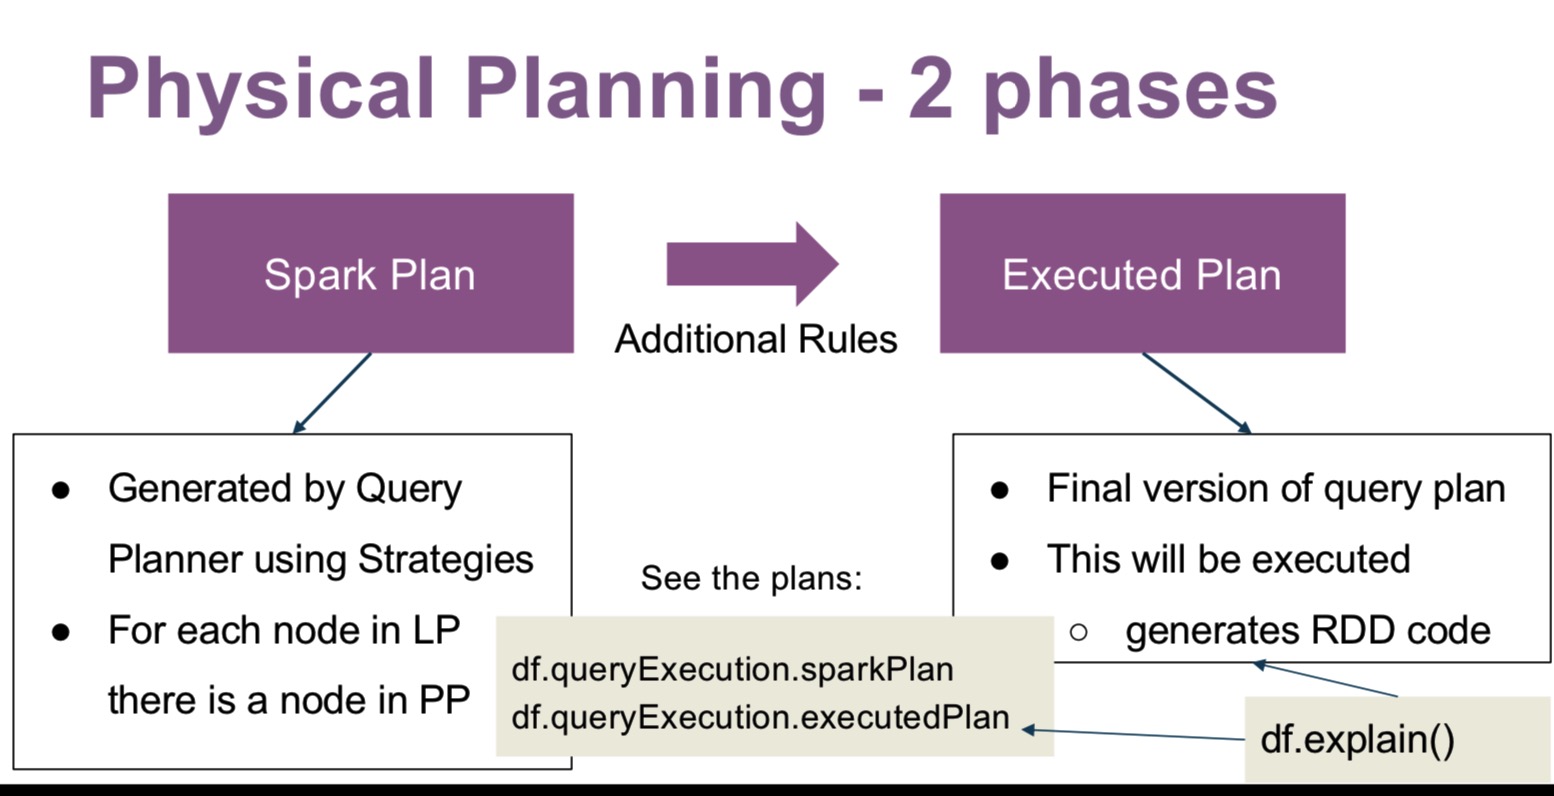 Physical Planning - 2 phases
Spark Plan
Additional Rules
Executed Plan
● Generated by Query
Planner using Strategies
● For each node in LP
there is a node in PP
See the plans:
df.queryExecution.sparkPlan
df.queryExecution.executedPlan
● Final version of query plan
● This will be executed
○ generates RDD code
df.explain()